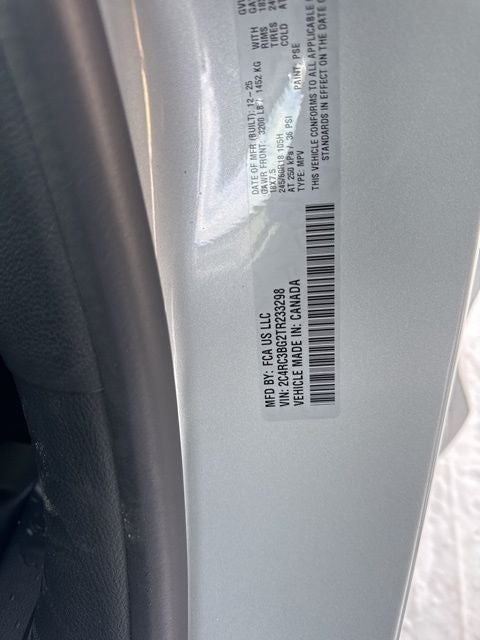 MFD BY: FCA US LLC
DATE OF MFR (BUILT): 12-25
GAWR FRONT: 3200 LB / 1452 KG WITH
18X7.5 RIMS
245/60R18 105H TIRES
AT 250 kPa / 36 PSI COLD
THIS VEHICLE CONFORMS TO ALL APPLICABLE
STANDARDS IN EFFECT ON THE DATE
VIN: 2C4RC3BG2TR233298 TYPE: MPV PAINT: PSE
VEHICLE MADE IN: CANADA